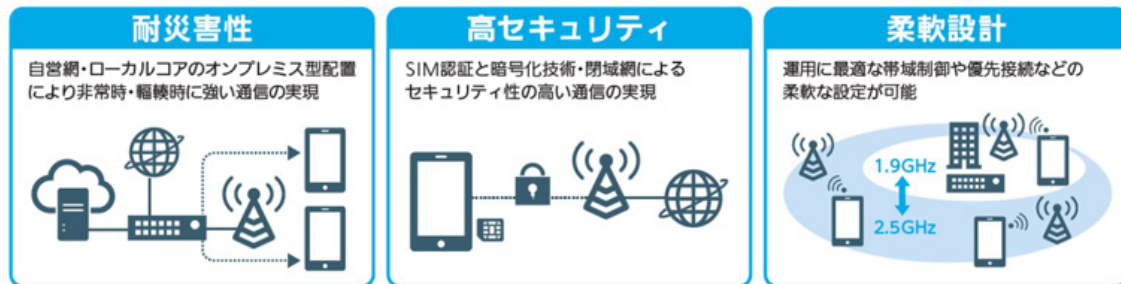 耐災害性
自営網・ローカルコアのオンプレミス型配置
により非常時・輻輳時に強い通信の実現
高セキュリティ
SIM認証と暗号化技術・閉域網による
セキュリティ性の高い通信の実現
柔軟設計
運用に最適な帯域制御や優先接続などの
柔軟な設定が可能
1.9GHz
2.5GHz